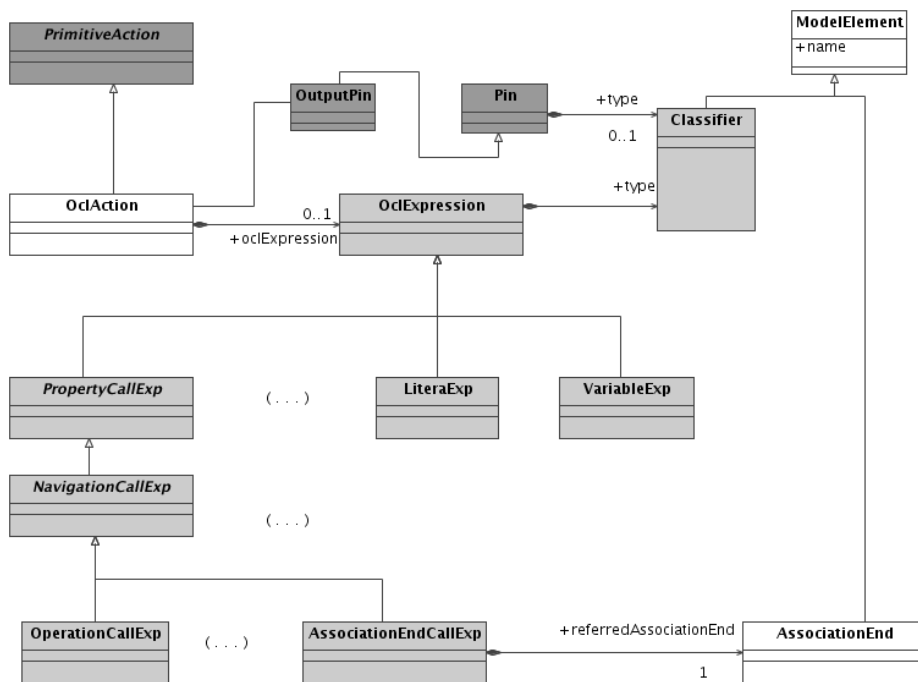 ModelElement
+name
PrimitiveAction
OutputPin
Pin
+type
0..1
Classifier
OclAction
0..1
+oclExpression
OclExpression
+type
PropertyCallExp
(...)
LiteraExp
VariableExp
NavigationCallExp
(...)
OperationCallExp
(...)
AssociationEndCallExp
+referredAssociationEnd
1
AssociationEnd